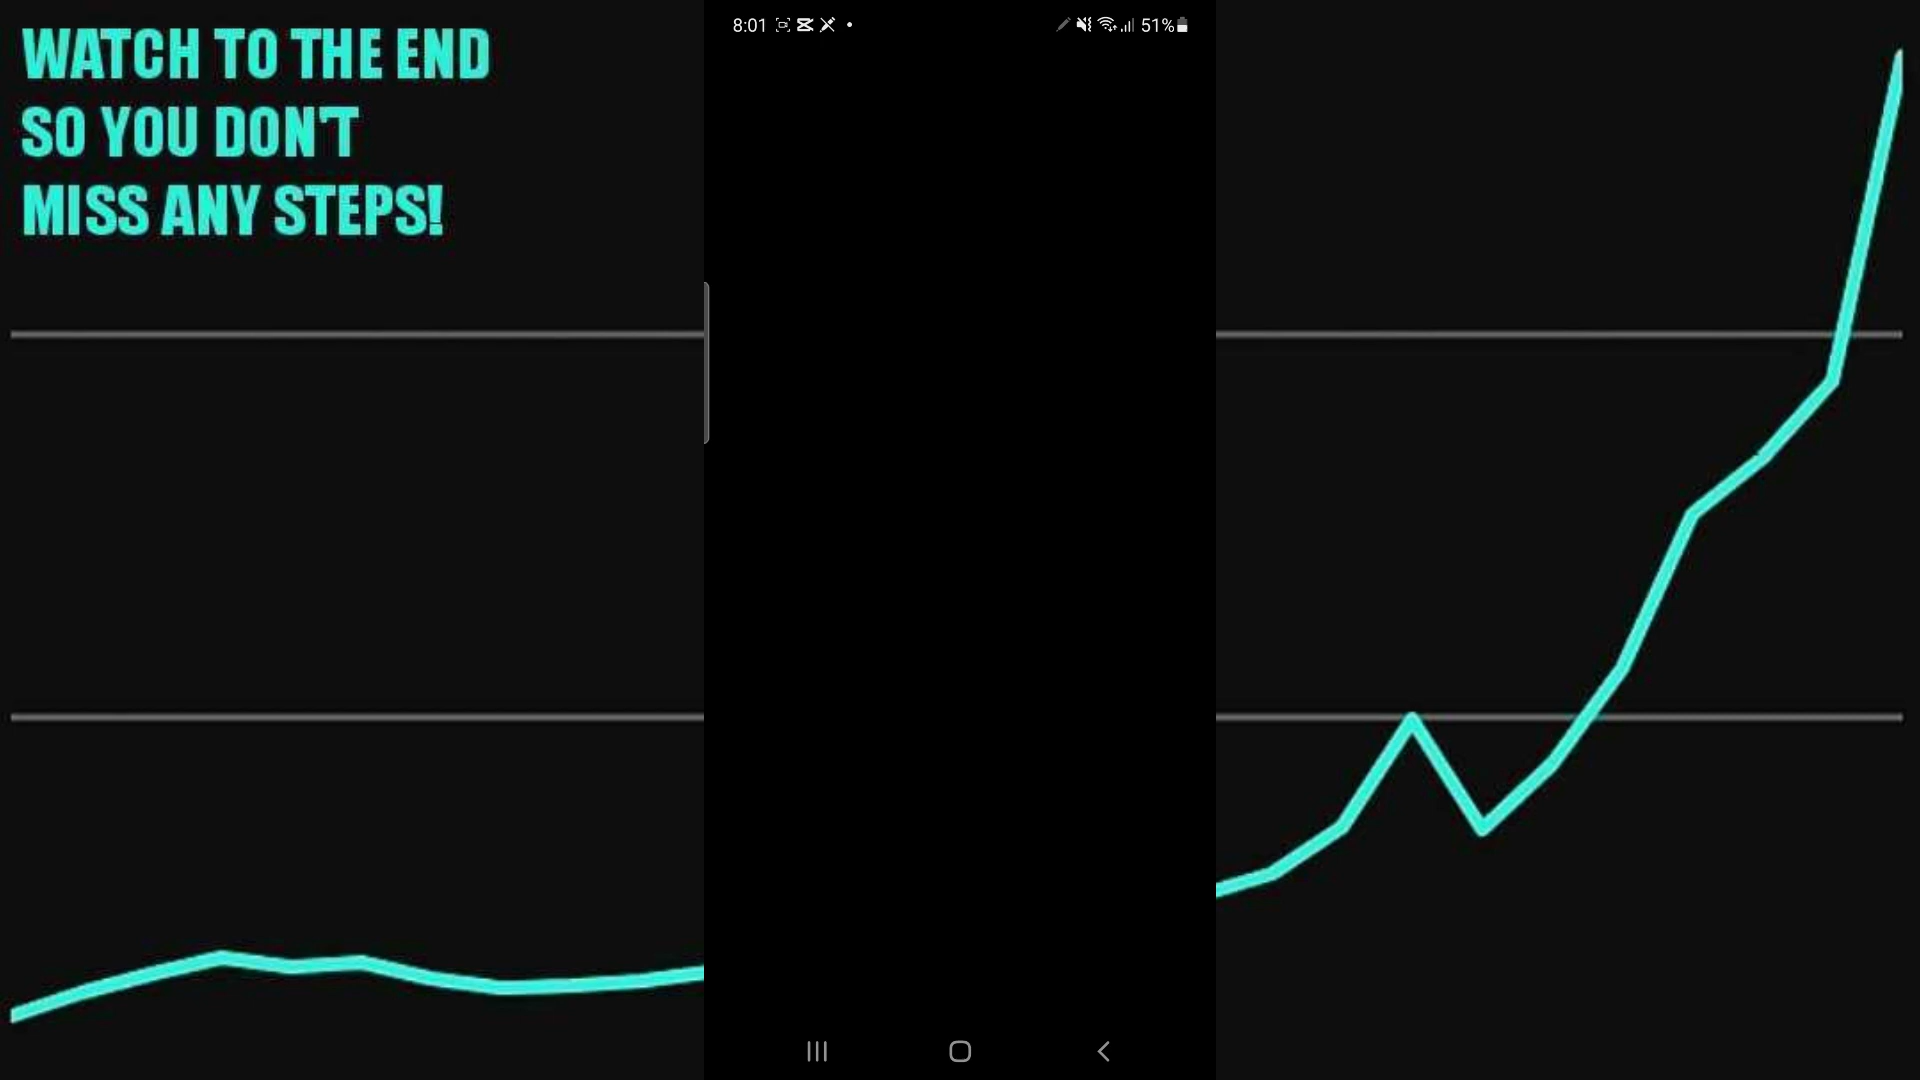 WATCH TO THE END
SO YOU DON'T
MISS ANY STEPS!
8:01
51%